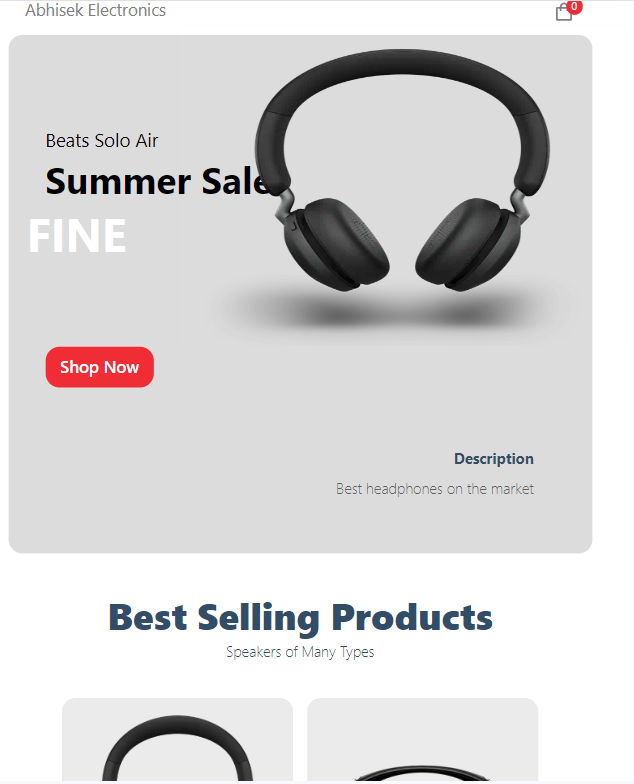 Abhisek Electronics
0
Beats Solo Air
Summer Sale
FINE
Shop Now
Description
Best headphones on the market
Best Selling Products
Speakers of Many Types